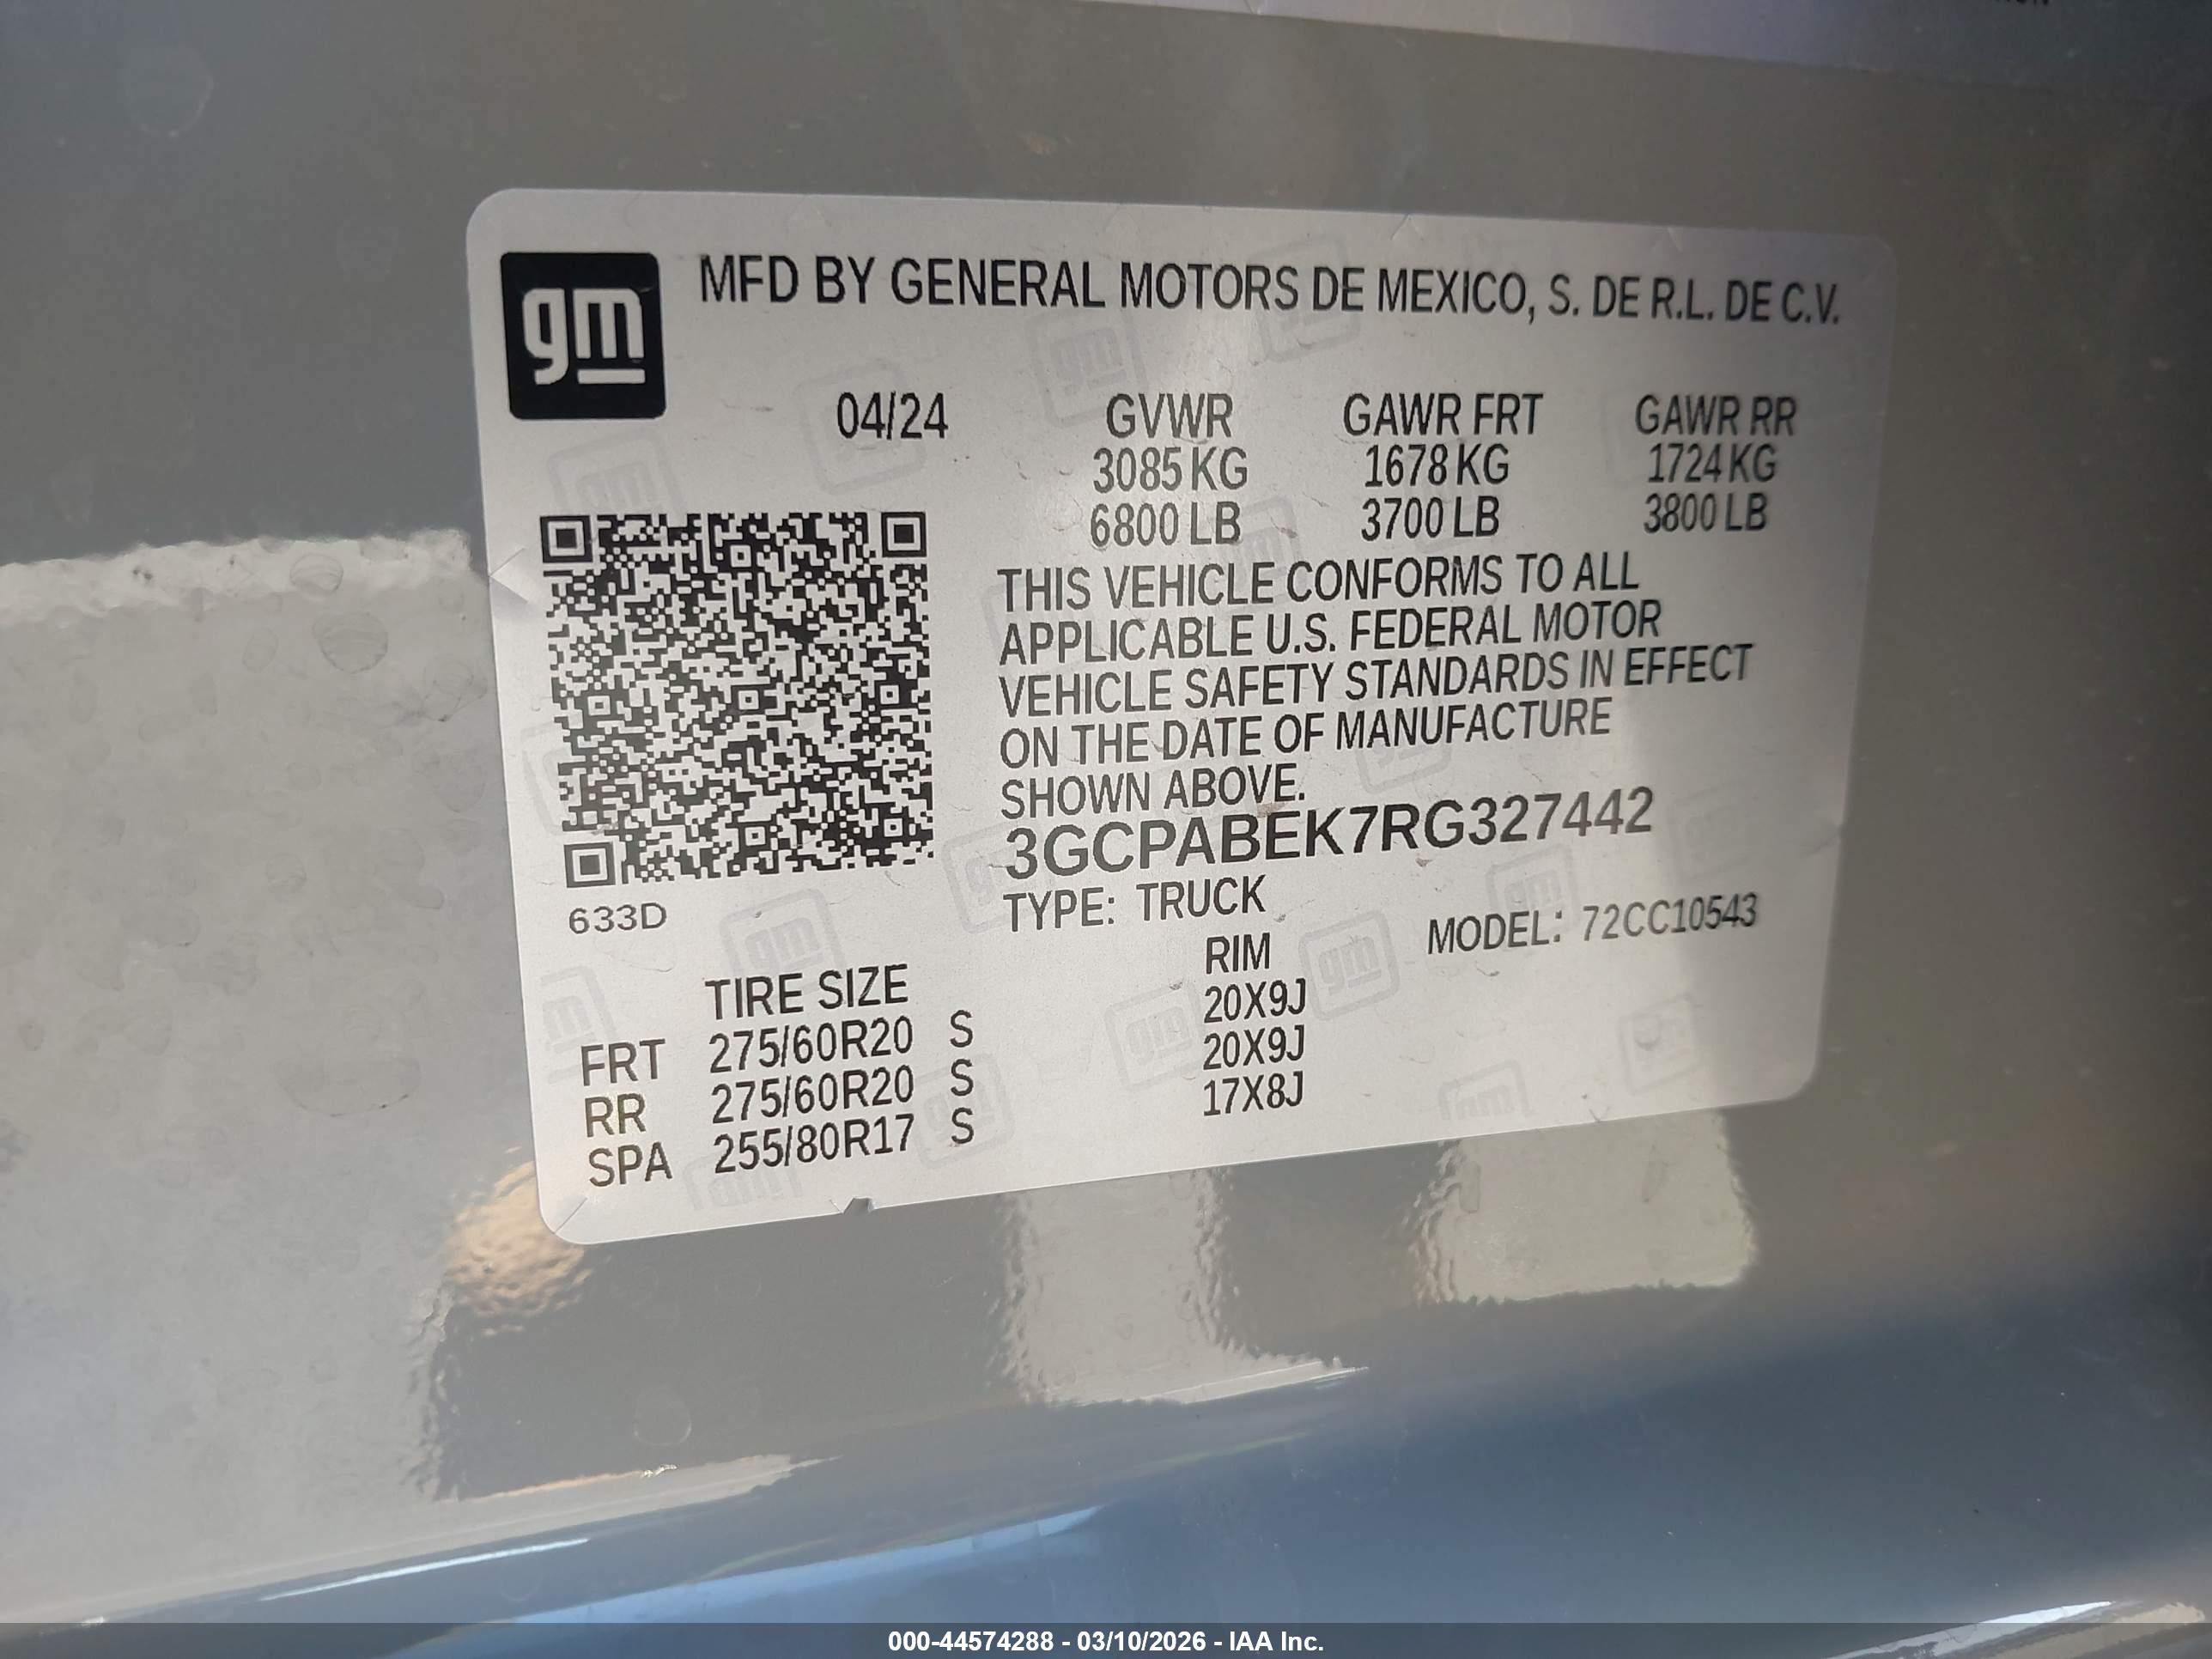 gm
MFD BY GENERAL MOTORS DE MEXICO, S. DE R.L. DE C.V.
04/24 GVWR GAWR FRT GAWR RR
3085 KG 1678 KG 1724 KG
6800 LB 3700 LB 3800 LB
THIS VEHICLE CONFORMS TO ALL
APPLICABLE U.S. FEDERAL MOTOR
VEHICLE SAFETY STANDARDS IN EFFECT
ON THE DATE OF MANUFACTURE
SHOWN ABOVE.
3GCPABEK7RG327442
633D
TYPE: TRUCK
MODEL: 72CC10543
TIRE SIZE RIM
FRT 275/60R20 S 20X9J
RR 275/60R20 S 20X9J
SPA 255/80R17 S 17X8J
000-44574288 - 03/10/2026 - IAA Inc.